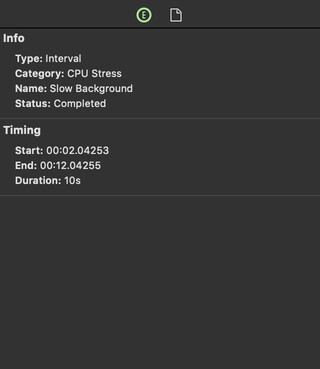 E
Info
Type: Interval
Category: CPU Stress
Name: Slow Background
Status: Completed
Timing
Start: 00:02.04253
End: 00:12.04255
Duration: 10s